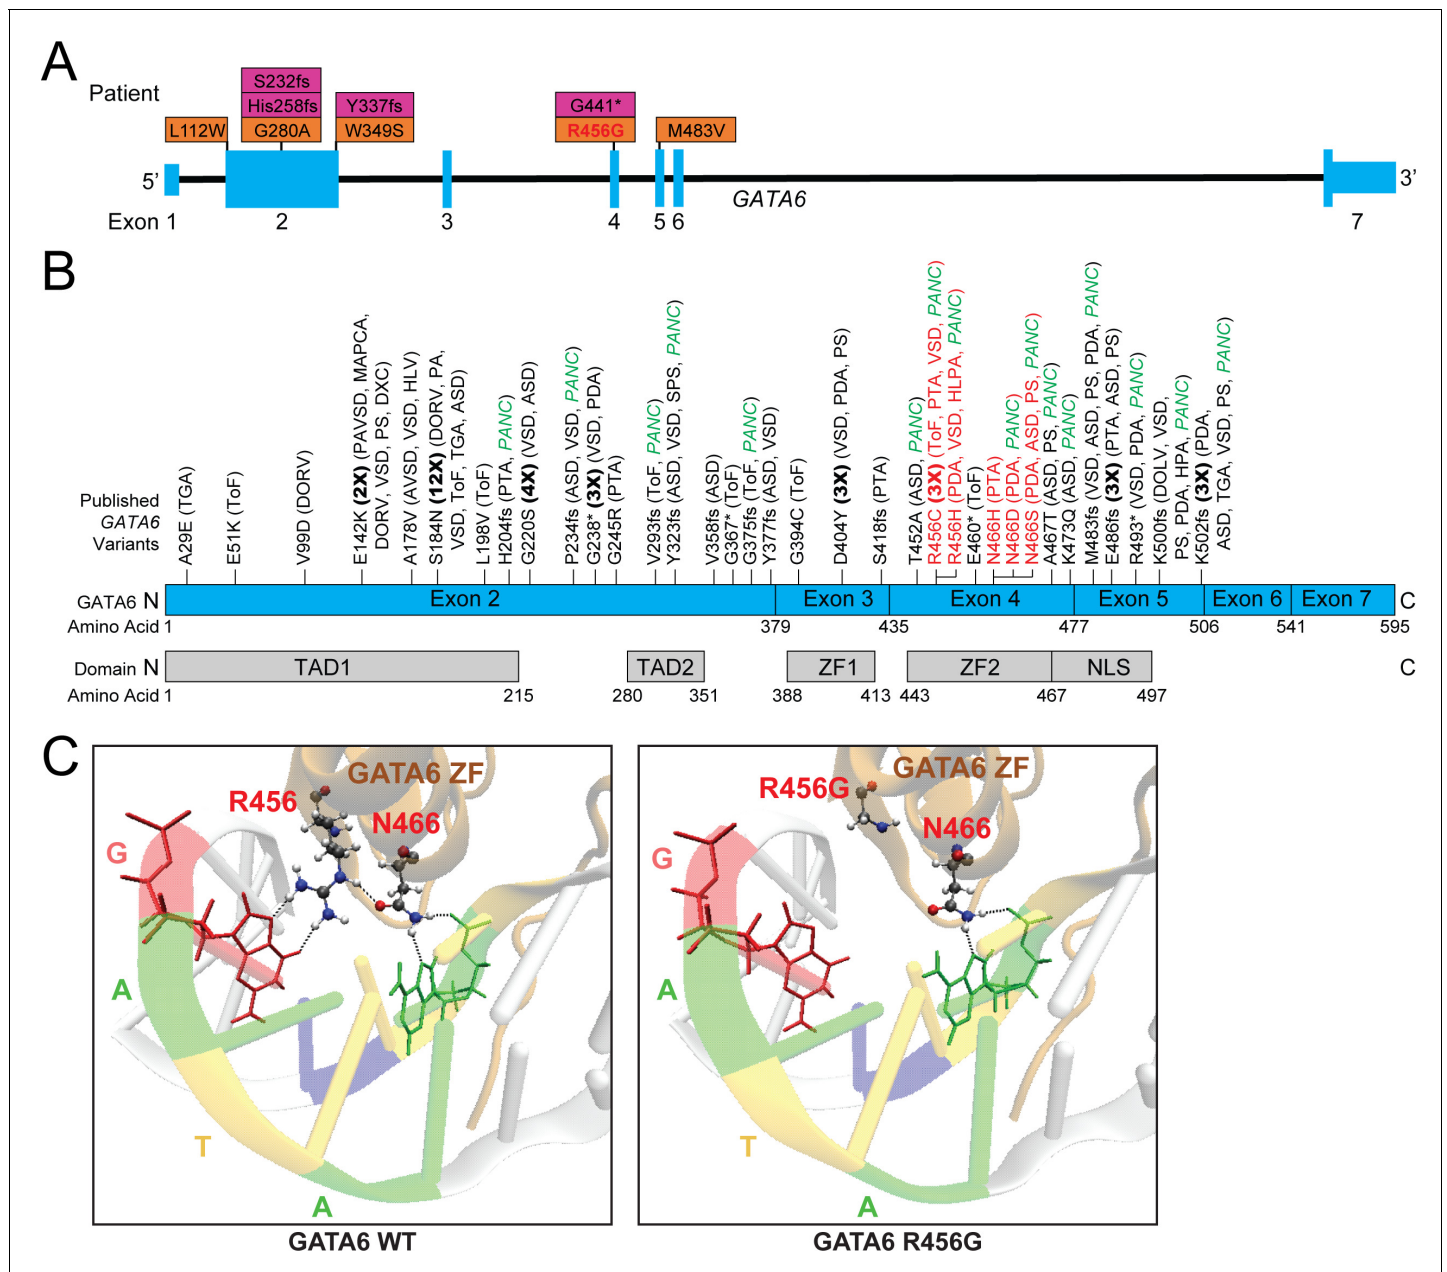 A
Patient
S232fs
His258fs
Y337fs
G441*
L112W
G280A
W349S
R456G
M483V
5’
3’
GATA6
Exon 1
2
3
4
5
6
7
B
Published
GATA6
Variants
A29E (TGA)
E51K (ToF)
V99D (DORV)
E142K (2X) (PAVSD, MAPCA,
DORV, VSD, PS, DXC)
A178V (AVSD, VSD, HLV)
S184N (12X) (DORV, PA,
VSD, ToF, TGA, ASD)
L198V (ToF)
H204fs (PTA, PANC)
G220S (4X) (VSD, ASD)
P234fs (ASD, VSD, PANC)
G238* (3X) (VSD, PDA)
G245R (PTA)
V293fs (ToF, PANC)
Y323fs (ASD, VSD, SPS, PANC)
V358fs (ASD)
G367* (ToF)
G375fs (ToF, PANC)
Y377fs (ASD, VSD)
G394C (ToF)
D404Y (3X) (VSD, PDA, PS)
S418fs (PTA)
T452A (ASD, PANC)
R456C (3X) (ToF, PTA, VSD, PANC)
R456H (PDA, VSD, HLPA, PANC)
E460* (ToF)
N466H (PTA)
N466D (PDA, PANC)
N466S (PDA, ASD, PS, PANC)
A467T (ASD, PS, PANC)
K473Q (ASD, PANC)
M483fs (VSD, ASD, PS, PDA, PANC)
E486fs (3X) (PTA, ASD, PS)
R493* (VSD, PDA, PANC)
K500fs (DOLV, VSD,
PS, PDA, HPA, PANC)
K502fs (3X) (PDA,
ASD, TGA, VSD, PS, PANC)
GATA6 N
Exon 2
Exon 3
Exon 4
Exon 5
Exon 6
Exon 7
C
Amino Acid 1
379
435
477
506
541
595
Domain N
TAD1
TAD2
ZF1
ZF2
NLS
C
Amino Acid 1
215
280
351
388
413
443
467
497
C
GATA6 ZF
R456
N466
G
A
T
A
GATA6 WT
GATA6 ZF
R456G
N466
G
A
T
A
GATA6 R456G